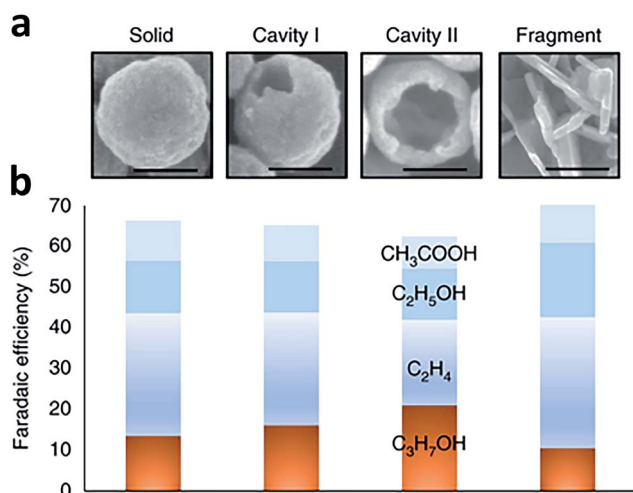 a
Solid Cavity I Cavity II Fragment
b
Faradaic efficiency (%)
70
60
50
40
30
20
10
0
CH₃COOH
C₂H₅OH
C₂H₄
C₃H₇OH